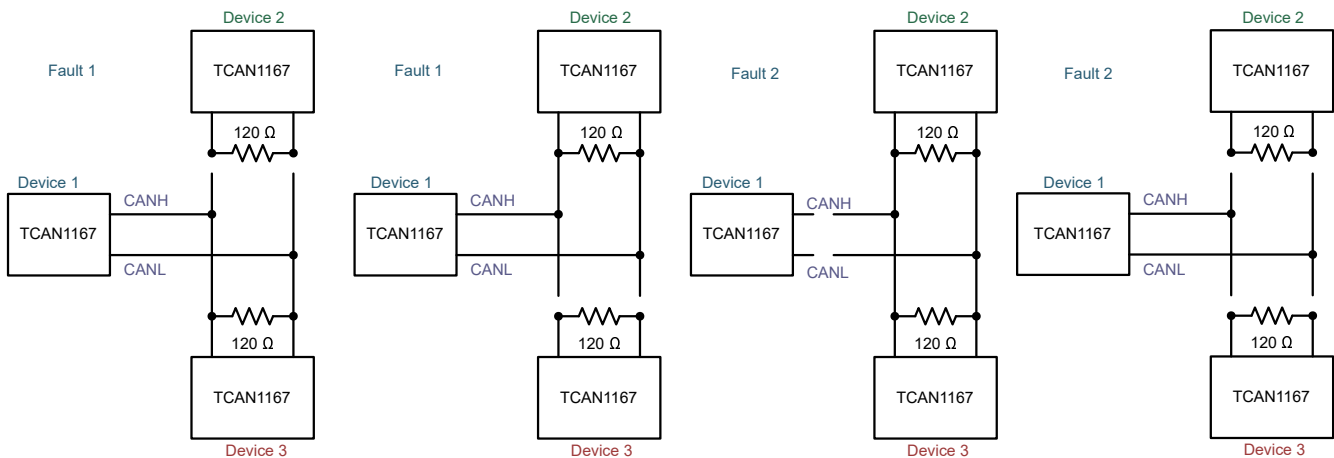 Device 2
Fault 1
TCAN1167
120 Ω
Device 1
CANH
TCAN1167
CANL
120 Ω
TCAN1167
Device 3
Device 2
Fault 1
TCAN1167
120 Ω
Device 1
CANH
TCAN1167
CANL
120 Ω
TCAN1167
Device 3
Device 2
Fault 2
TCAN1167
120 Ω
Device 1
CANH
TCAN1167
CANL
120 Ω
TCAN1167
Device 3
Device 2
Fault 2
TCAN1167
120 Ω
Device 1
CANH
TCAN1167
CANL
120 Ω
TCAN1167
Device 3